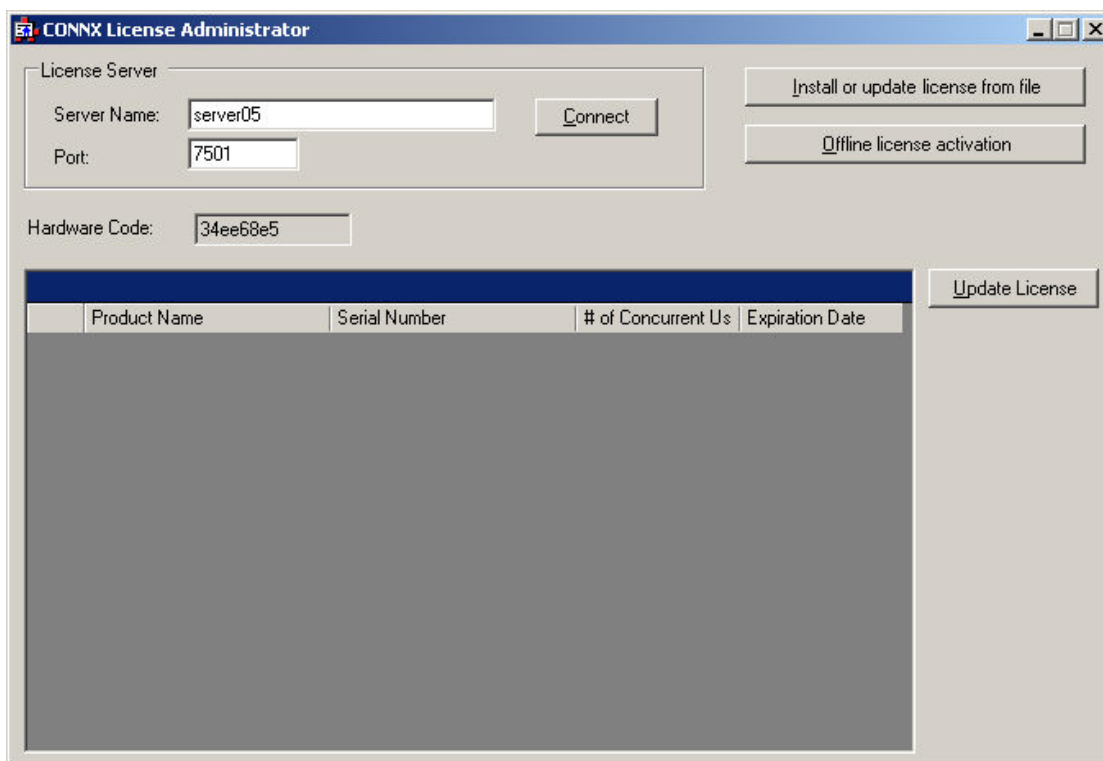 CONNX License Administrator
License Server
Server Name: server05 Connect
Port: 7501
Install or update license from file
Offline license activation
Hardware Code: 34ee68e5
Update License
Product Name Serial Number # of Concurrent Us Expiration Date